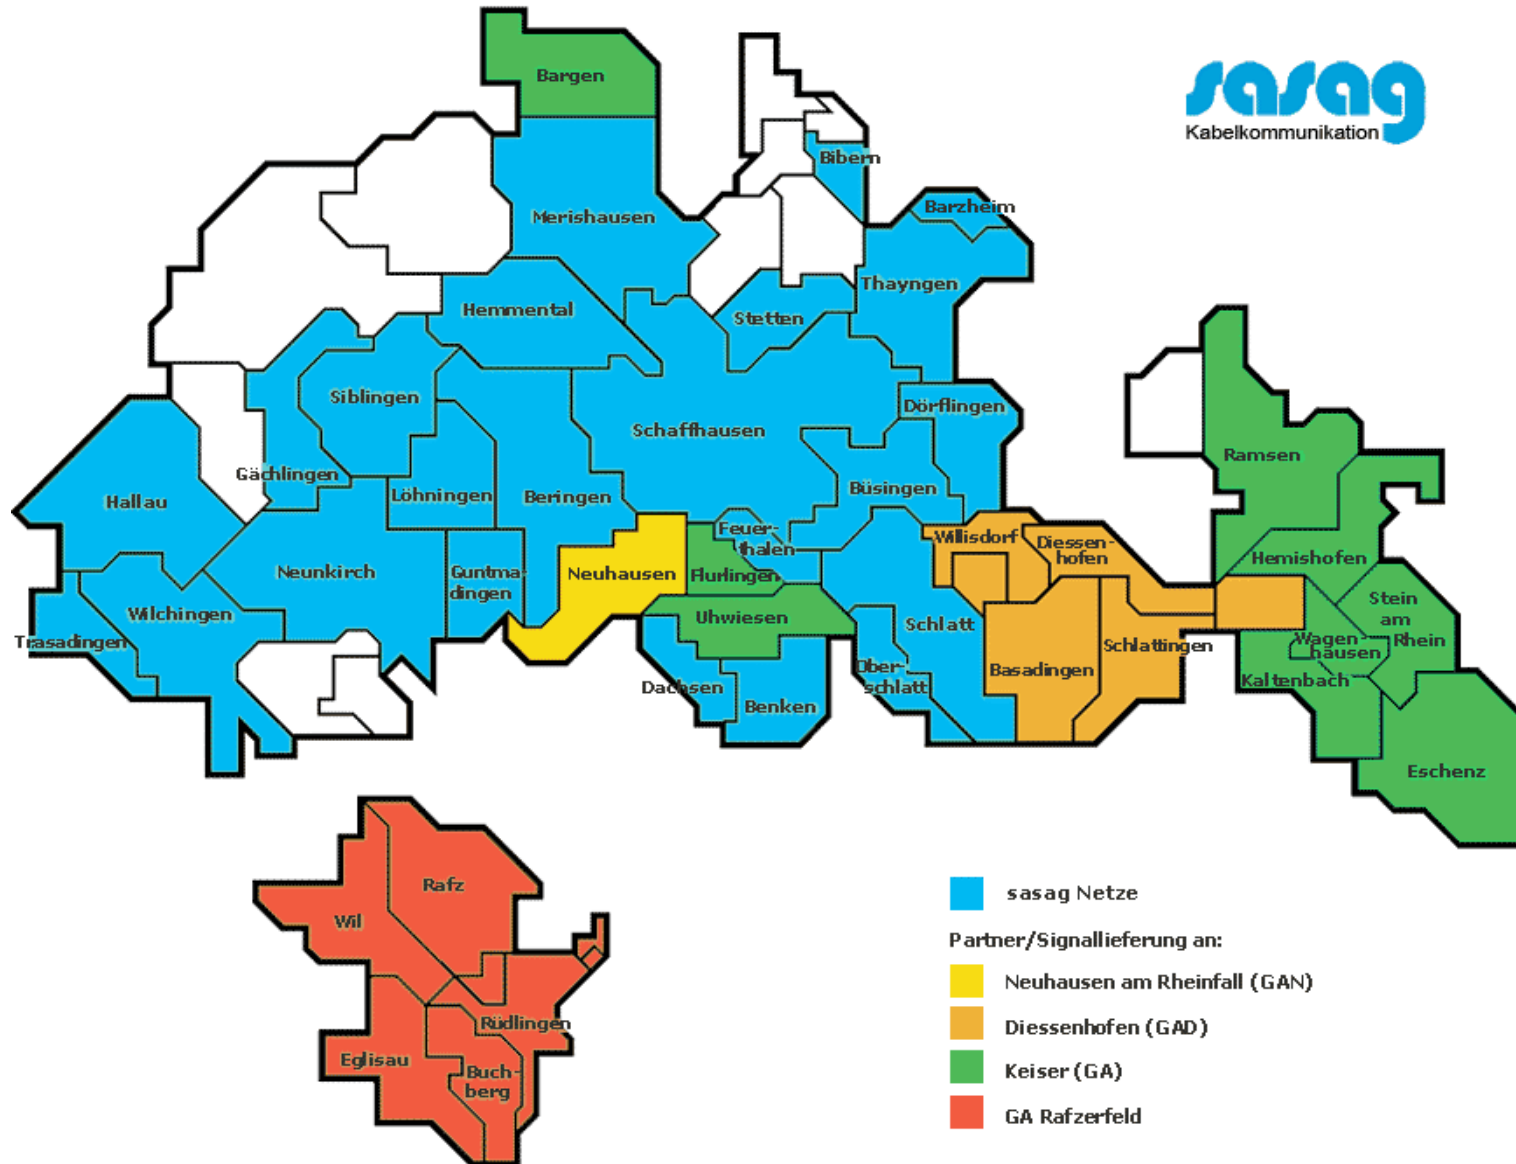 sasag
Kabelkommunikation
Bargen
Bibern
Barzheim
Merishausen
Thayngen
Hemmental
Stetten
Siblingen
Schaffhausen
Dörflingen
Ramsen
Gächlingen
Hallau
Löhningen
Beringen
Büsingen
Feuer-
thalen
Willisdorf
Diessen-
hofen
Hemishofen
Neunkirch
Guntma-
dingen
Neuhausen
Flurlingen
Stein
am
Rhein
Wilchingen
Trasadingen
Uhwiesen
Schlatt
Schlattingen
Wagen-
hausen
Basadingen
Ober-
schlatt
Kaltenbach
Dachsen
Benken
Eschenz
Rafz
Wil
Rüdlingen
Eglisau
Buch-
berg
sasag Netze
Partner/Signallieferung an:
Neuhausen am Rheinfall (GAN)
Diessenhofen (GAD)
Keiser (GA)
GA Rafzerfeld